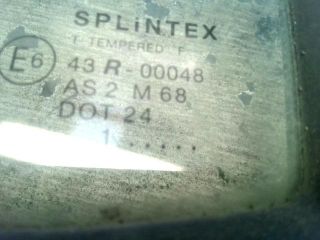 SPLiNTEX
T TEMPERED F
E6 43 R-00048
AS 2 M 68
DOT 24
1 .....